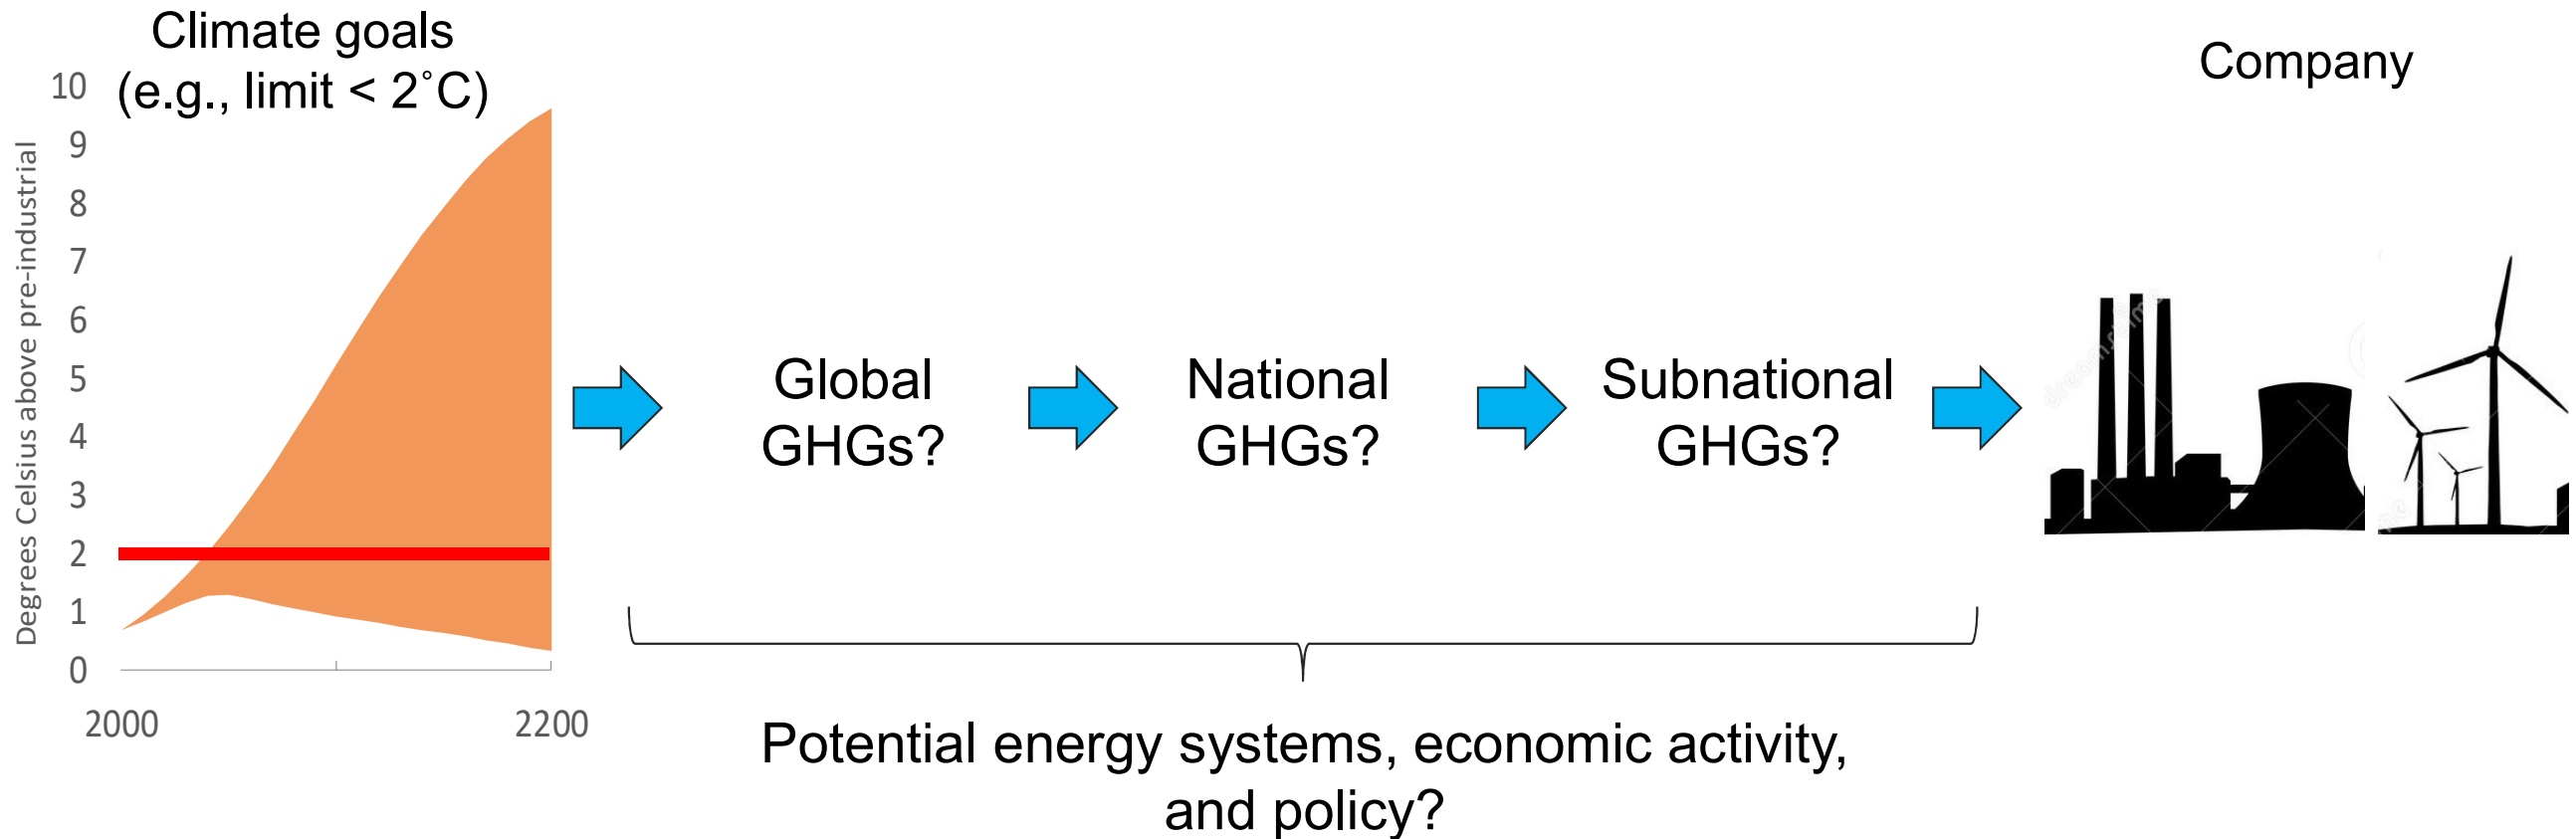 Climate goals
(e.g., limit < 2˚C)
Company
Degrees Celsius above pre-industrial
10
9
8
7
6
5
4
3
2
1
0
2000
2200
Global
GHGs?
National
GHGs?
Subnational
GHGs?
Potential energy systems, economic activity,
and policy?